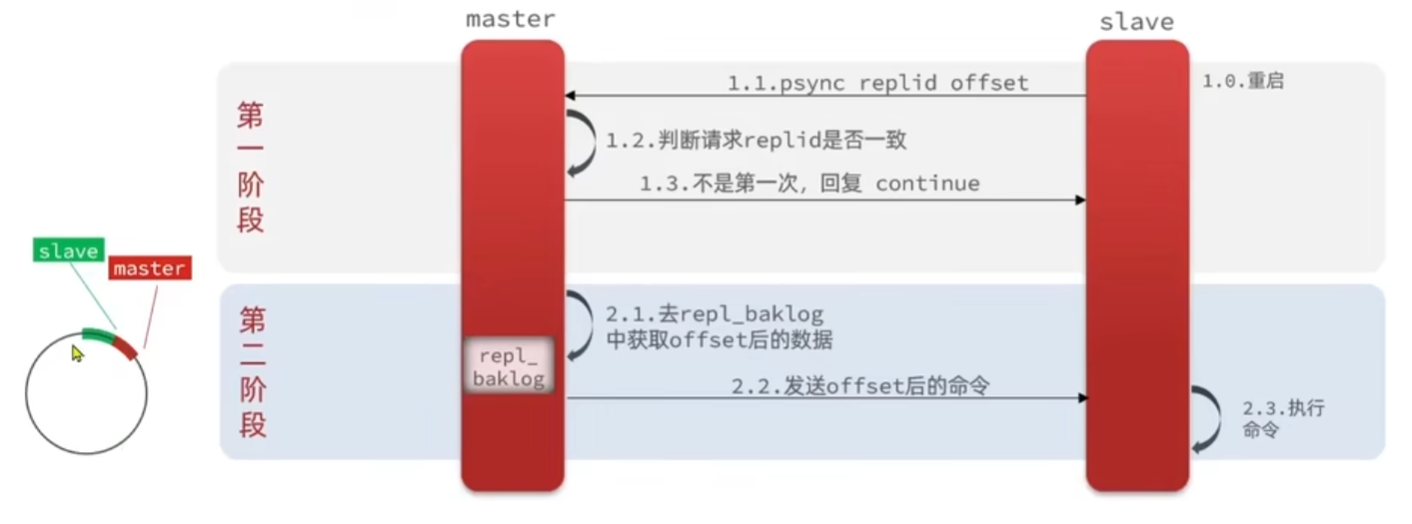 master
slave
第一阶段
1.0.重启
1.1.psync replid offset
1.2.判断请求replid是否一致
1.3.不是第一次，回复 continue
slave
master
第二阶段
2.1.去repl_baklog
中获取offset后的数据
repl_
baklog
2.2.发送offset后的命令
2.3.执行
命令